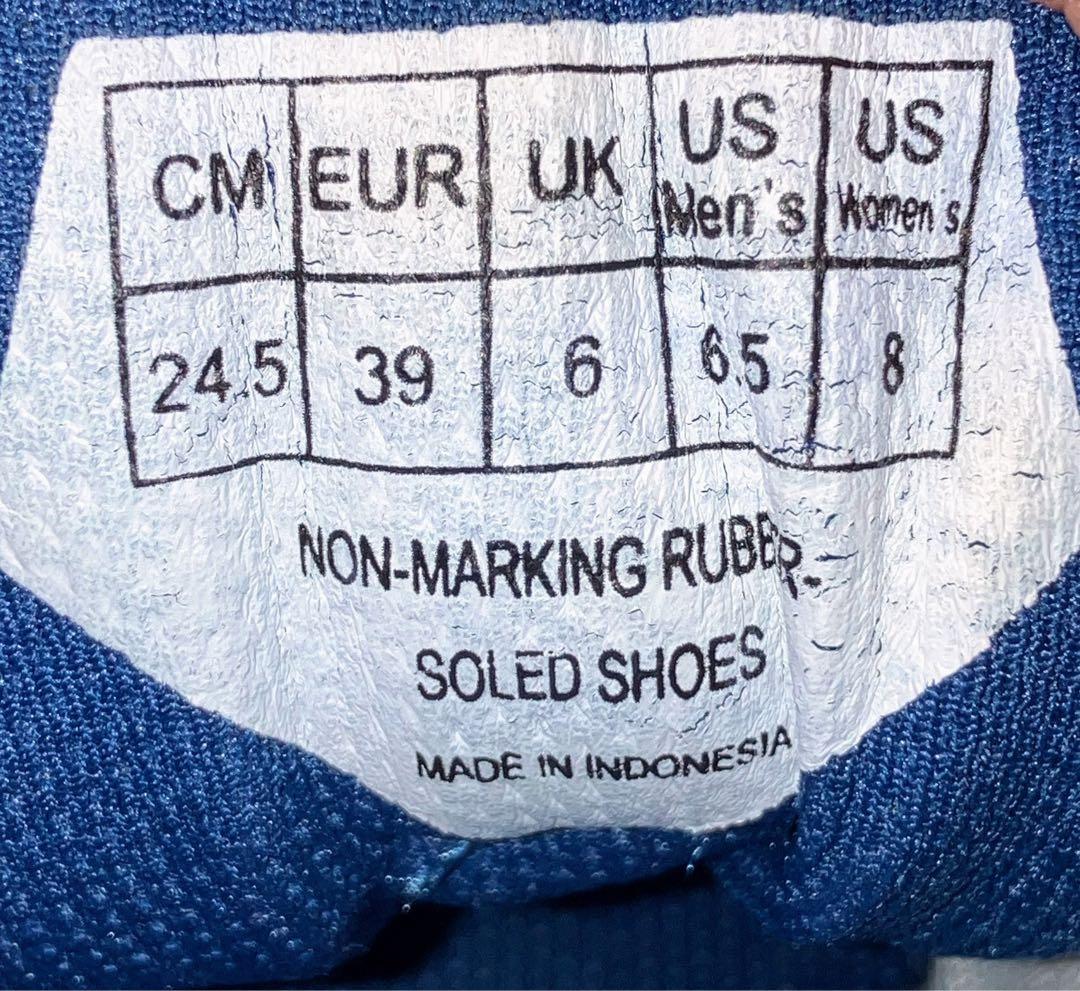 CM EUR UK US Men's US Women's
24.5 39 6 6.5 8
NON-MARKING RUBBER-
SOLED SHOES
MADE IN INDONESIA